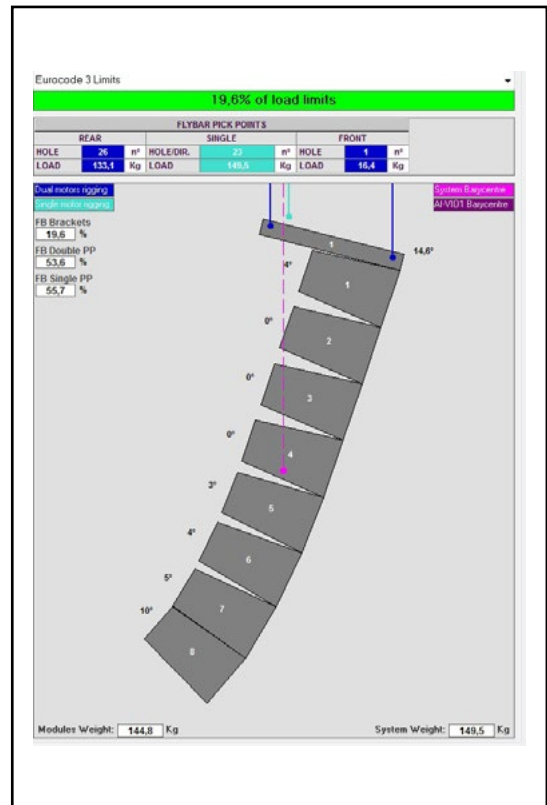 Eurocode 3 Limits
19,6% of load limits
FLYBAR PICK POINTS
REAR SINGLE FRONT
HOLE 26 n° HOLE/DIR. 23 n° HOLE 1 n°
LOAD 133,1 Kg LOAD 149,5 Kg LOAD 16,4 Kg
Dual motors rigging System Barycentre
Single motor rigging AI-VID1 Barycentre
FB Brackets
19,6 %
FB Double PP
53,6 %
FB Single PP
55,7 %
1
14,6°
4°
1
0°
2
0°
3
0°
4
3°
5
4°
6
5°
7
10°
8
Modules Weight: 144,8 Kg System Weight: 149,5 Kg